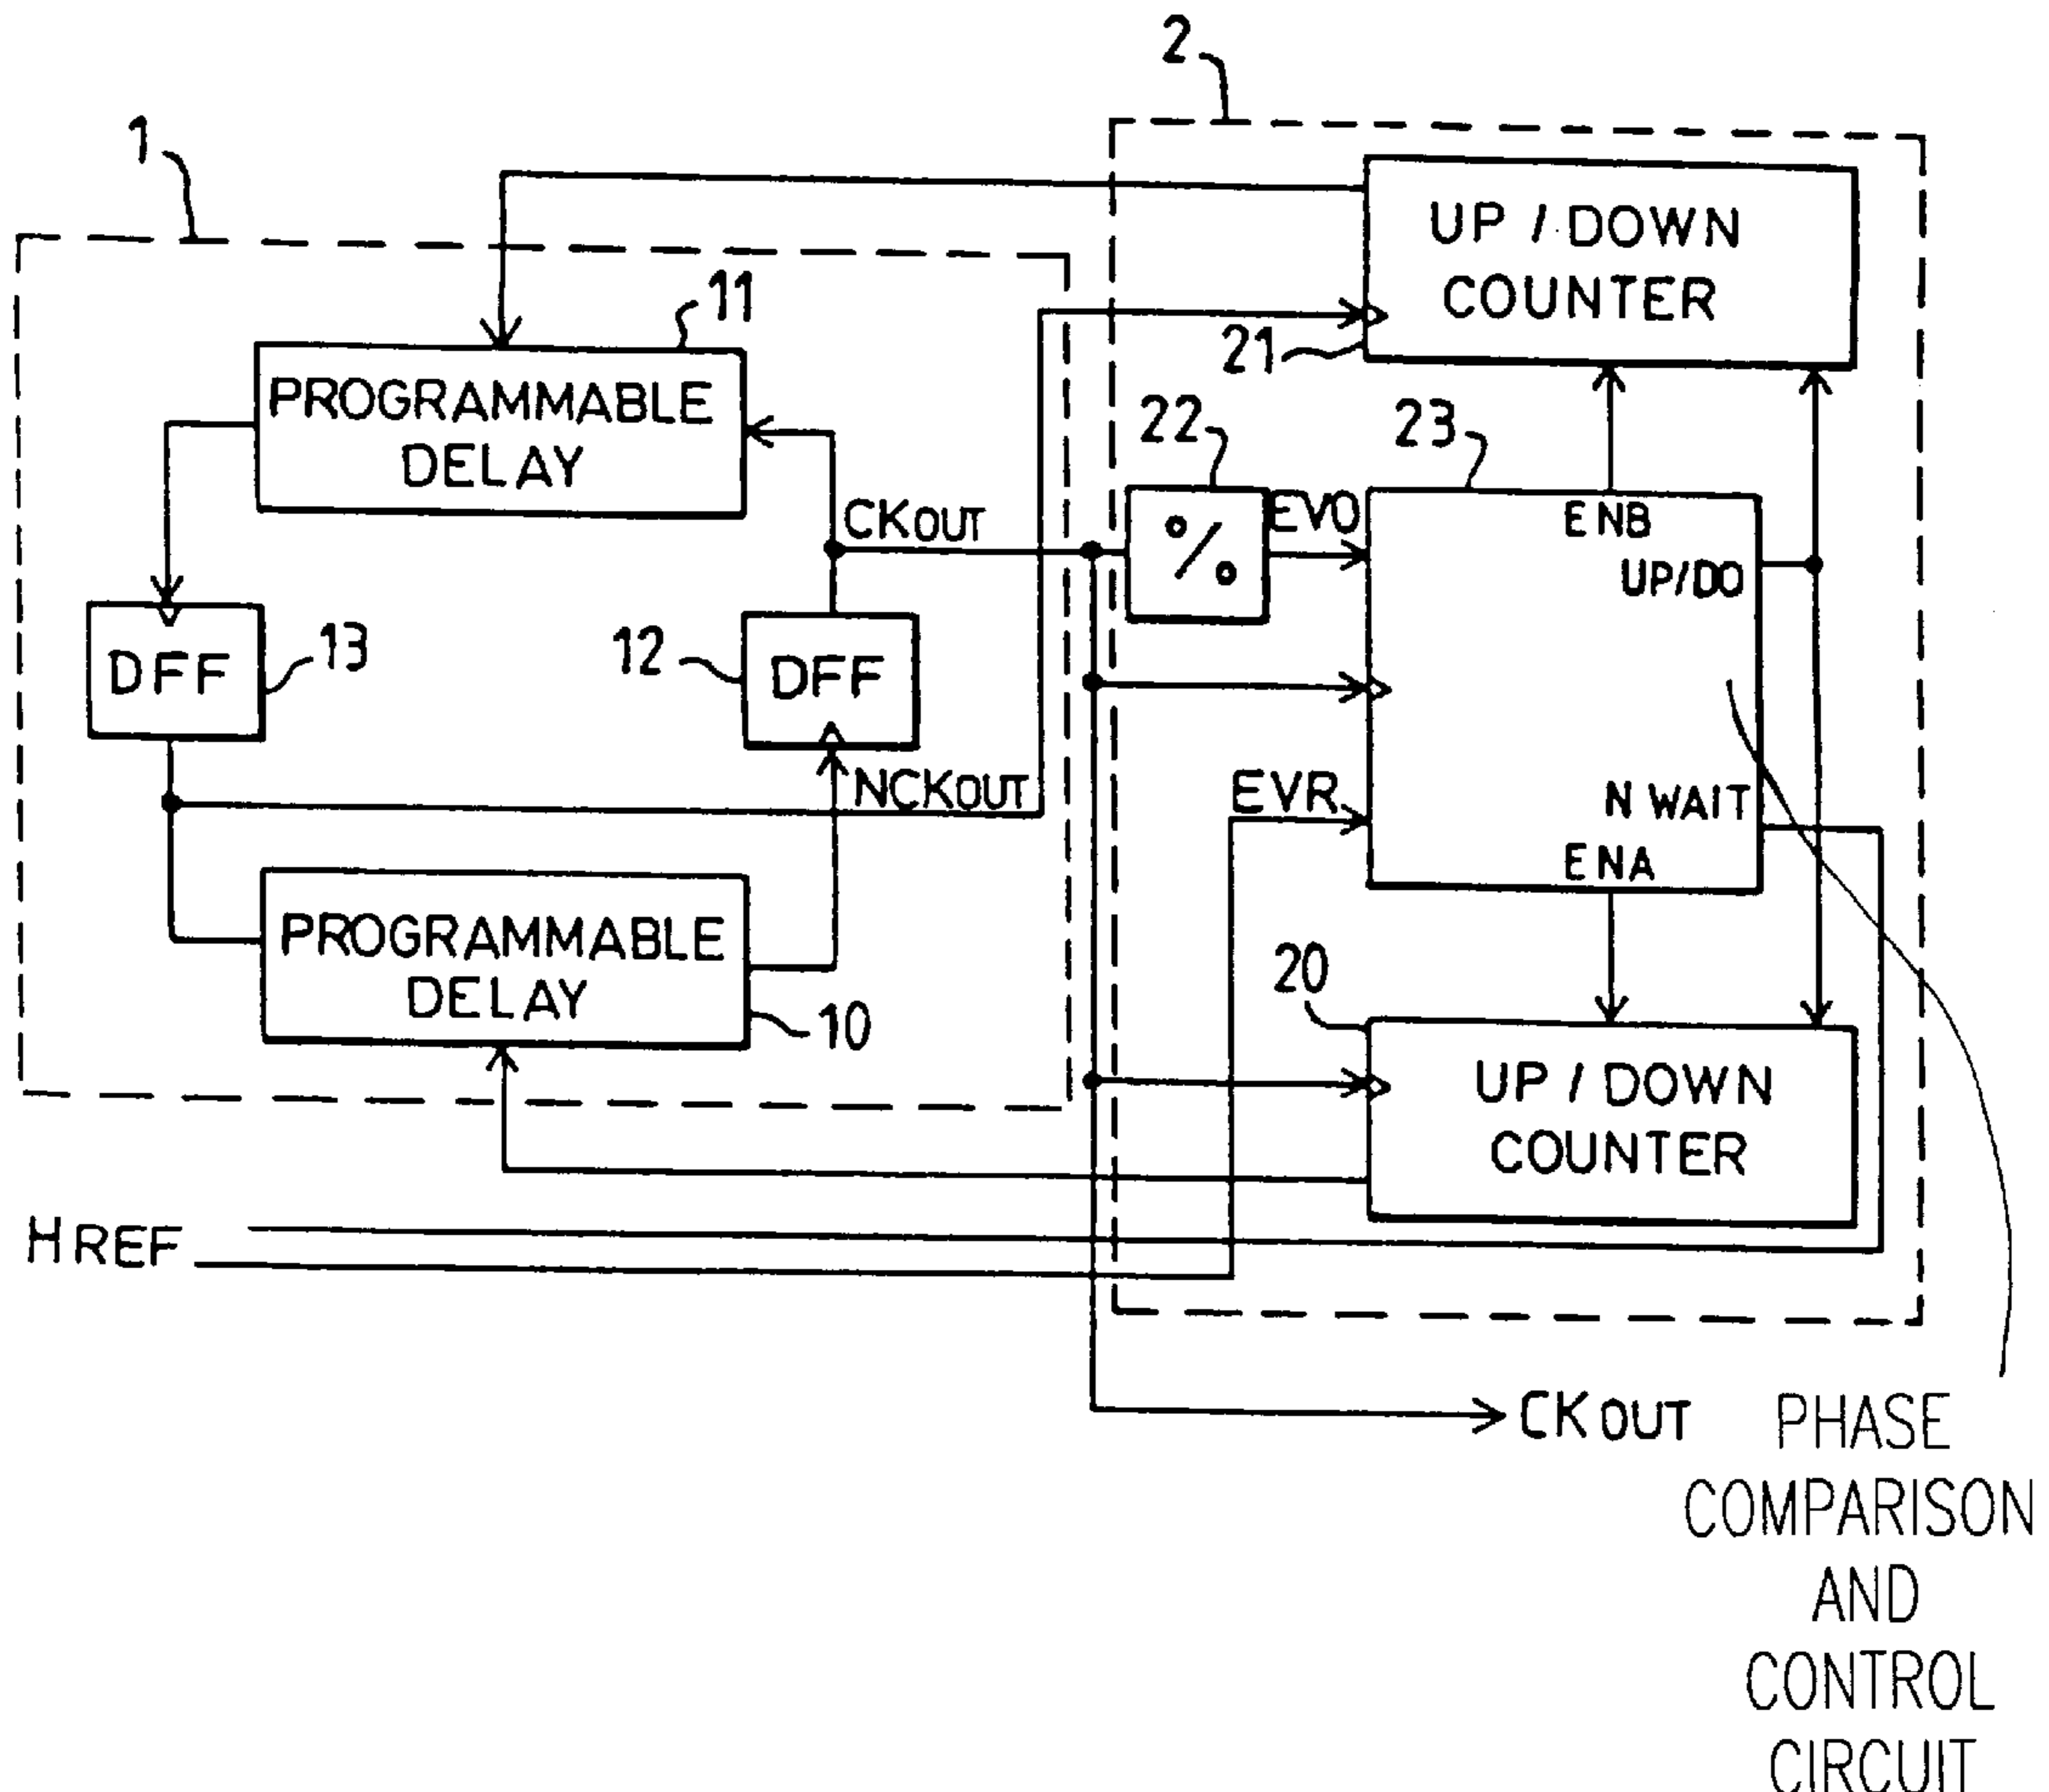 2
1
UP / DOWN
COUNTER
11
21
PROGRAMMABLE
DELAY
22
23
CKOUT
EVO
ENB
UP/DO
DFF
13
12
DFF
NCKOUT
EVR
N WAIT
ENA
PROGRAMMABLE
DELAY
10
20
UP / DOWN
COUNTER
HREF
CKOUT
PHASE
COMPARISON
AND
CONTROL
CIRCUIT